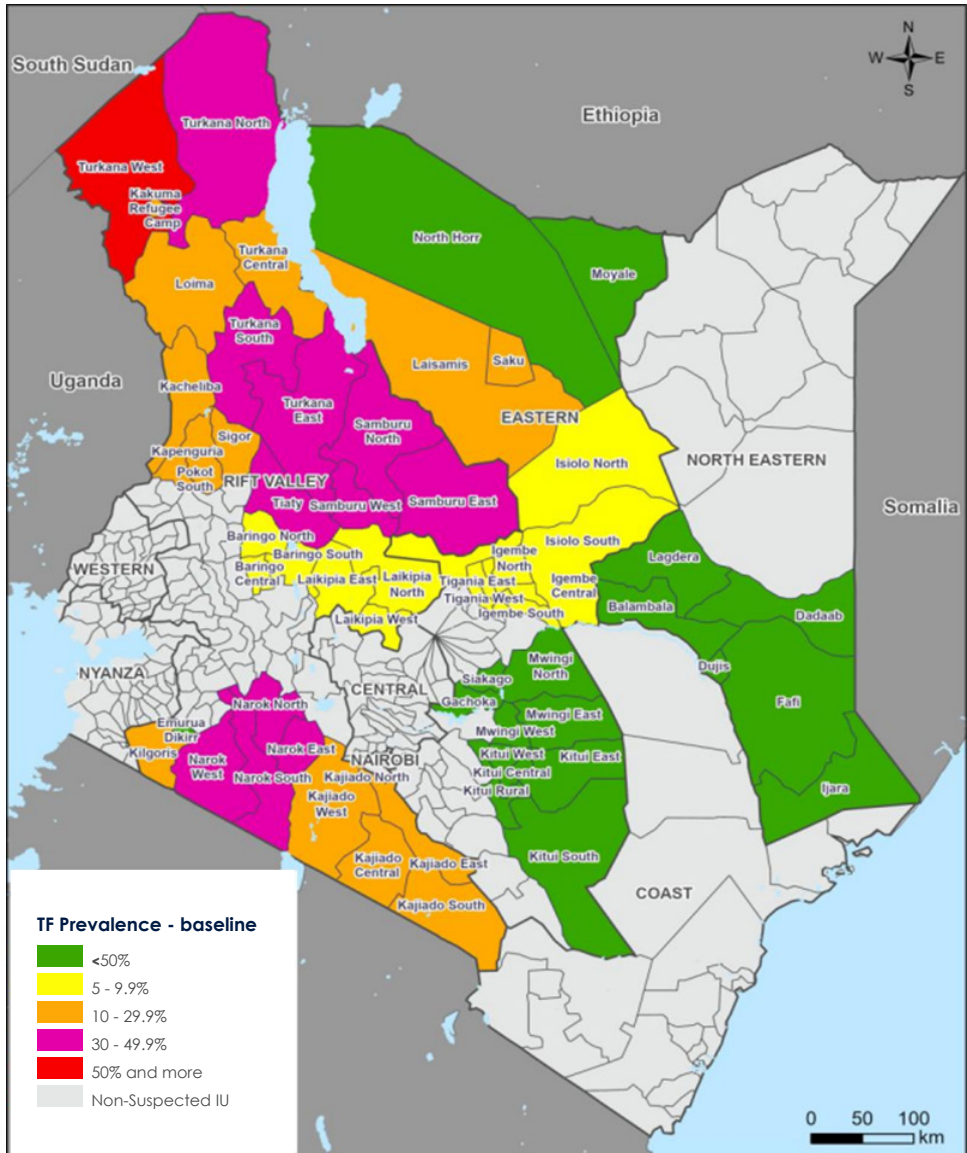 N
W E
S
South Sudan
Ethiopia
Turkana North
Turkana West
Kakuma
Refugee
Camp
North Horr
Turkana
Central
Moyale
Loima
Turkana
South
Laisamis
Saku
Uganda
Kacheliba
Turkana
East
EASTERN
Samburu
North
Sigor
Kapenguria
Isiolo North
NORTH EASTERN
Pokot
South
RIFT VALLEY
Tiaty
Samburu West
Samburu East
Somalia
Baringo North
Isiolo South
Baringo South
Igembe
North
Lagdera
WESTERN
Baringo
Central
Laikipia East
Laikipia
North
Tigania East
Igembe
Central
Tigania West
Balambala
Dadaab
Igembe South
Laikipia West
Mwingi
North
Dujis
NYANZA
Siakago
CENTRAL
Gachoka
Fafi
Narok North
Mwingi East
Emurua
Dikirr
Mwingi West
Kilgoris
Narok East
Kitui West
Kitui East
Narok
West
NAIROBI
Kitui Central
Narok South
Kajiado North
Kitui Rural
Ijara
Kajiado
West
Kitui South
Kajiado
Central
Kajiado East
COAST
Kajiado South
TF Prevalence - baseline
<50%
5 - 9.9%
10 - 29.9%
30 - 49.9%
50% and more
Non-Suspected IU
0 50 100
km